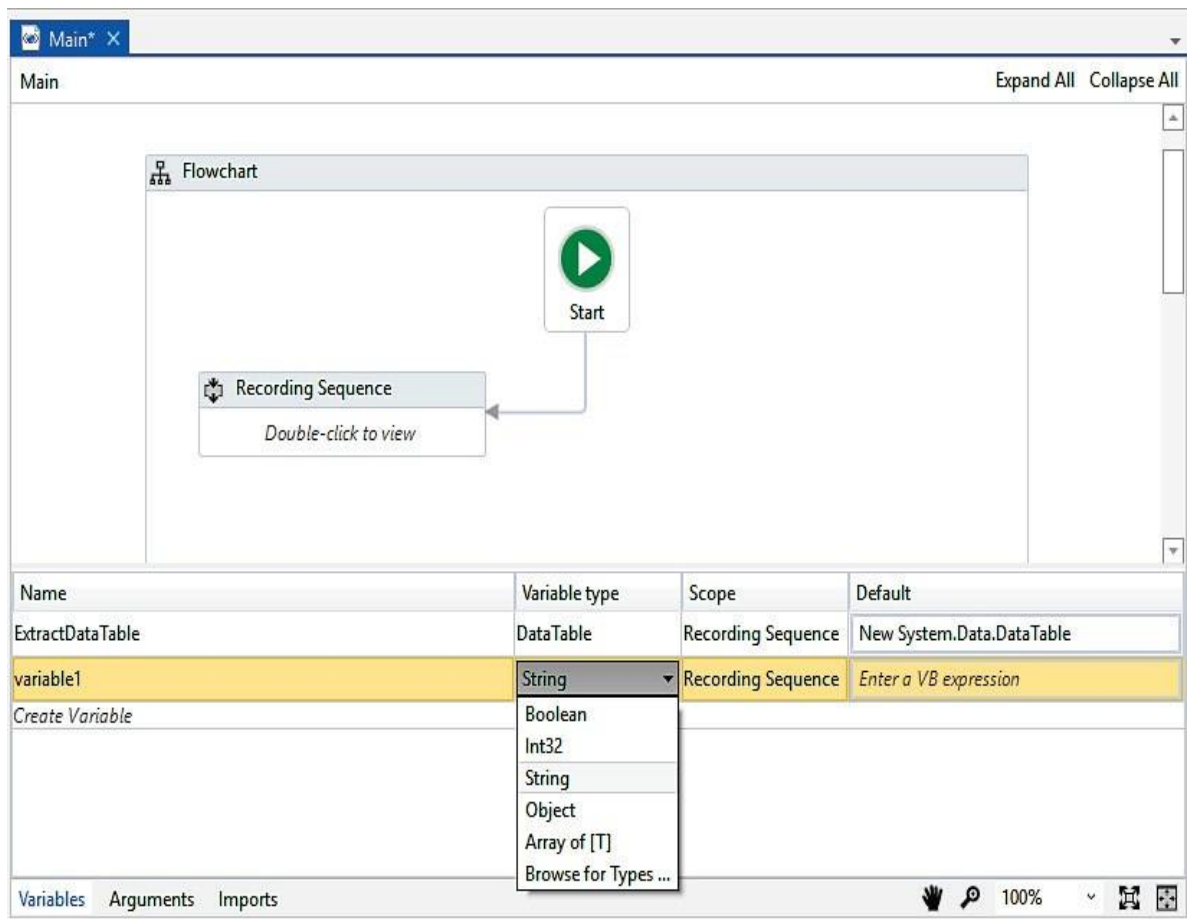 Main*
Main Expand All Collapse All
Flowchart
Start
Recording Sequence
Double-click to view
Name Variable type Scope Default
ExtractDataTable DataTable Recording Sequence New System.Data.DataTable
variable1 String Recording Sequence Enter a VB expression
Create Variable
Boolean
Int32
String
Object
Array of [T]
Browse for Types ...
Variables Arguments Imports 100%